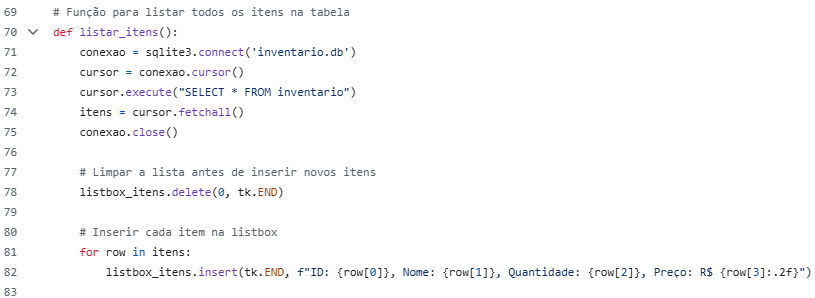 69 # Função para listar todos os itens na tabela
70 def listar_itens():
71 conexao = sqlite3.connect('inventario.db')
72 cursor = conexao.cursor()
73 cursor.execute("SELECT * FROM inventario")
74 itens = cursor.fetchall()
75 conexao.close()
76
77 # Limpar a lista antes de inserir novos itens
78 listbox_itens.delete(0, tk.END)
79
80 # Inserir cada item na listbox
81 for row in itens:
82 listbox_itens.insert(tk.END, f"ID: {row[0]}, Nome: {row[1]}, Quantidade: {row[2]}, Preço: R$ {row[3]:.2f}")
83